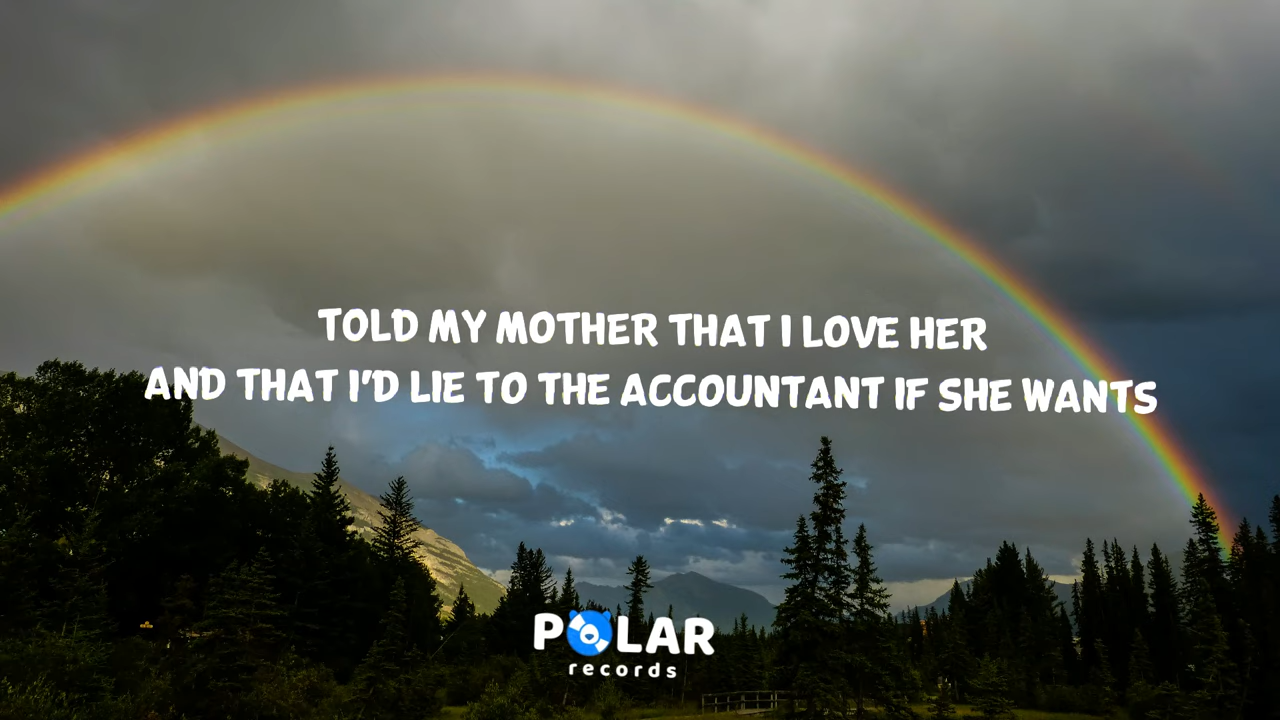 TOLD MY MOTHER THAT I LOVE HER
AND THAT I'D LIE TO THE ACCOUNTANT IF SHE WANTS
POLAR
records